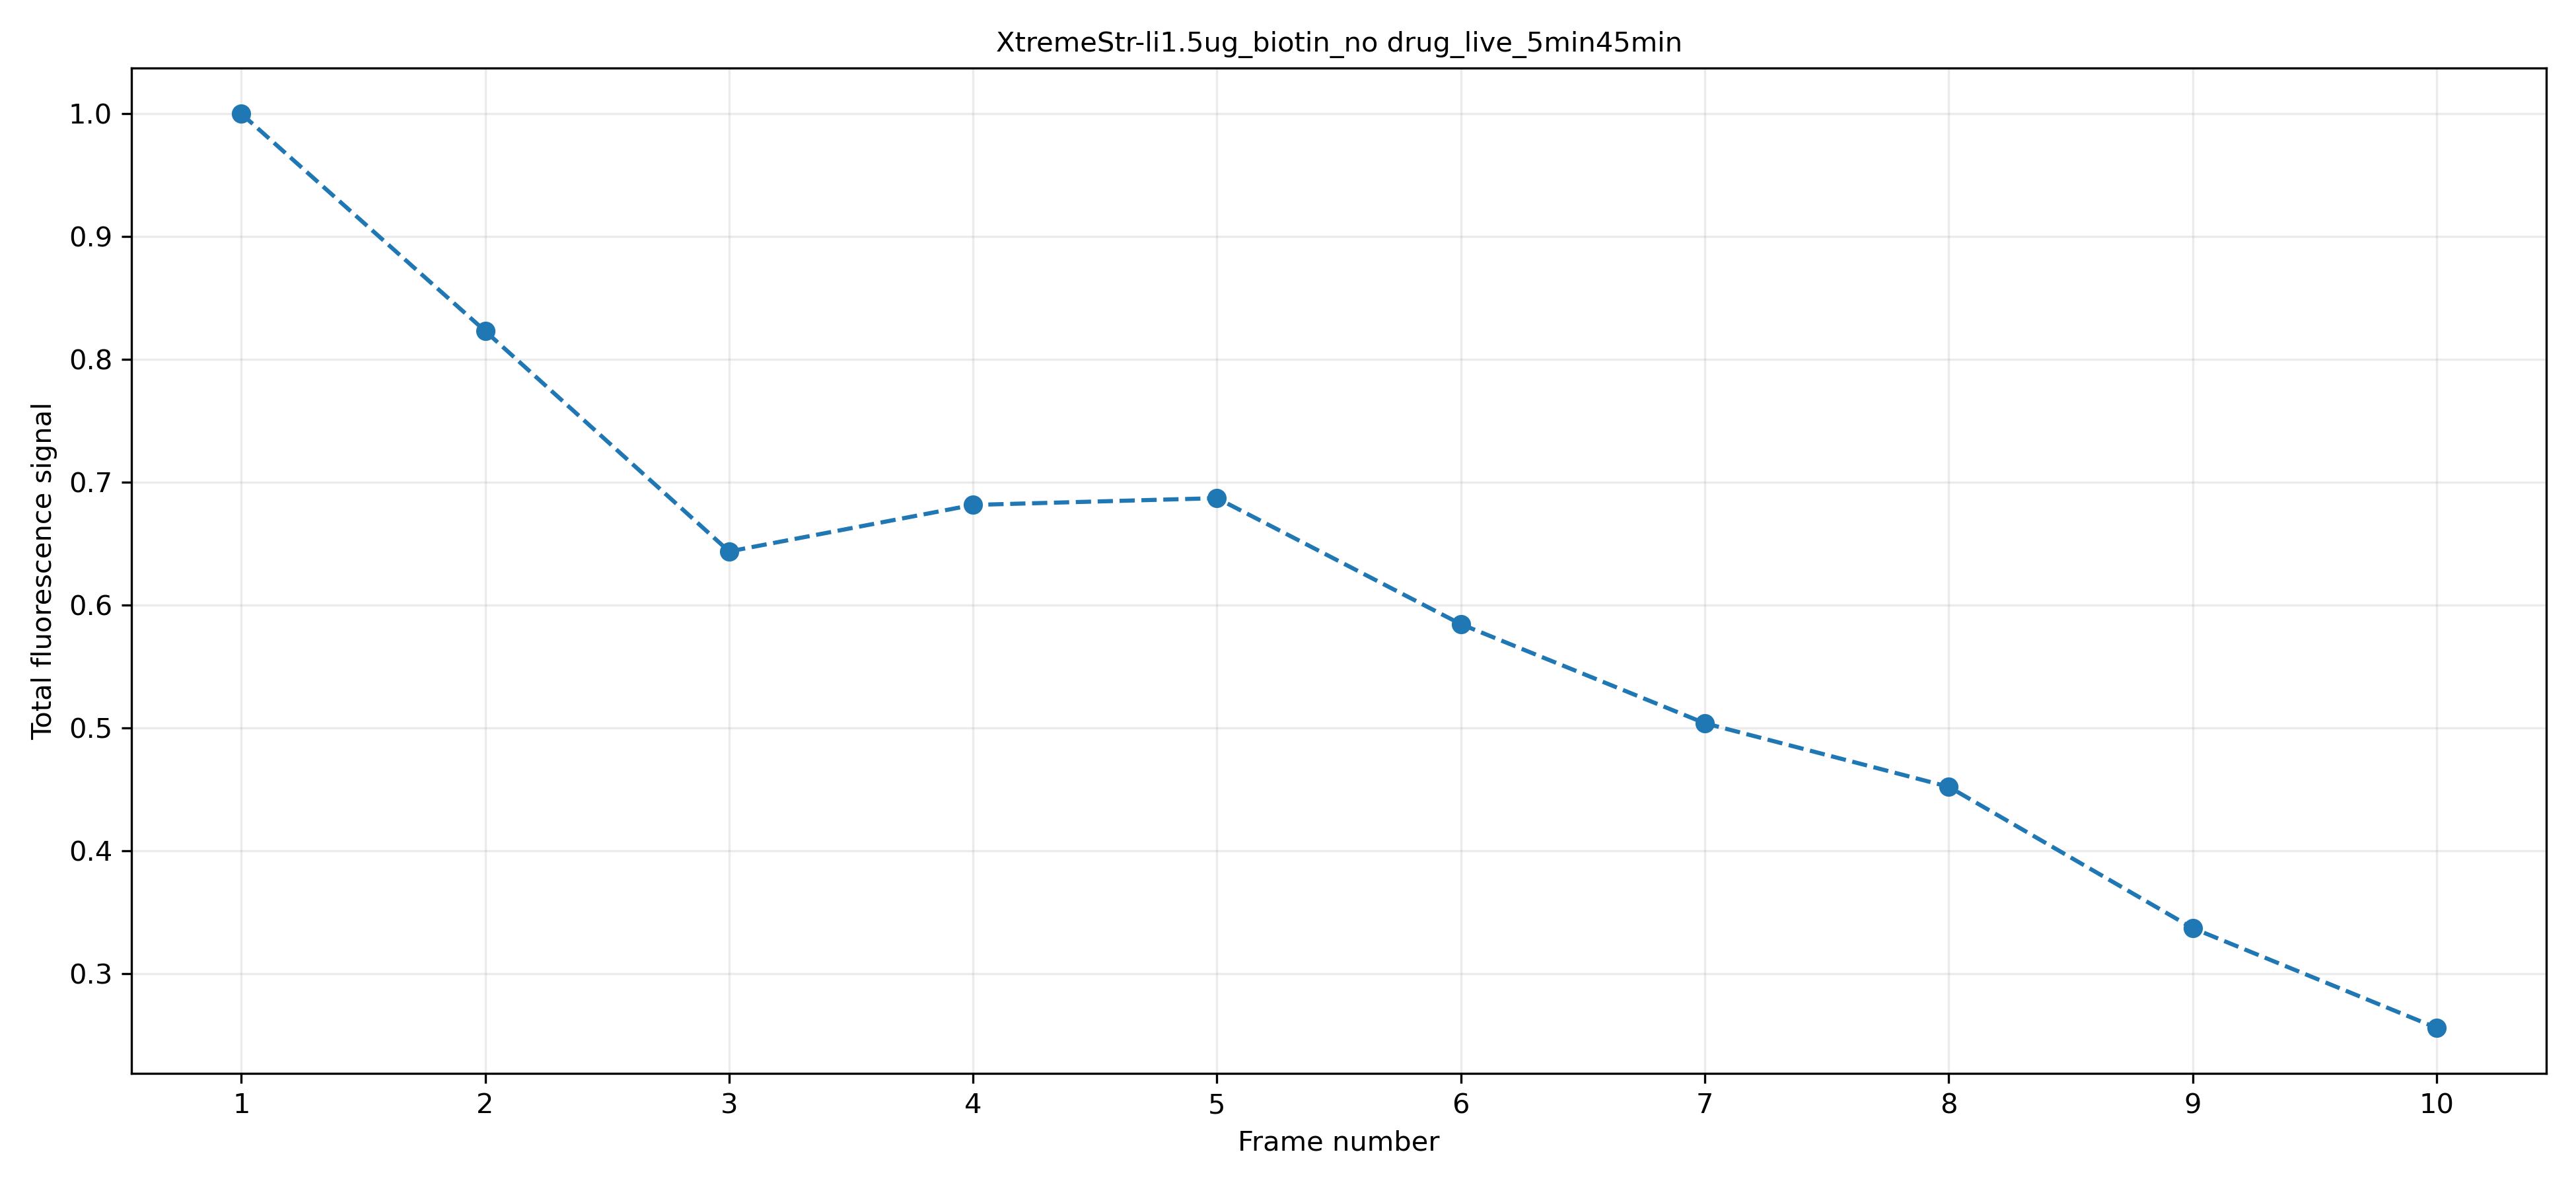 XtremeStr-li1.5ug_biotin_no drug_live_5min45min
Total fluorescence signal
1.0
0.9
0.8
0.7
0.6
0.5
0.4
0.3
1 2 3 4 5 6 7 8 9 10
Frame number